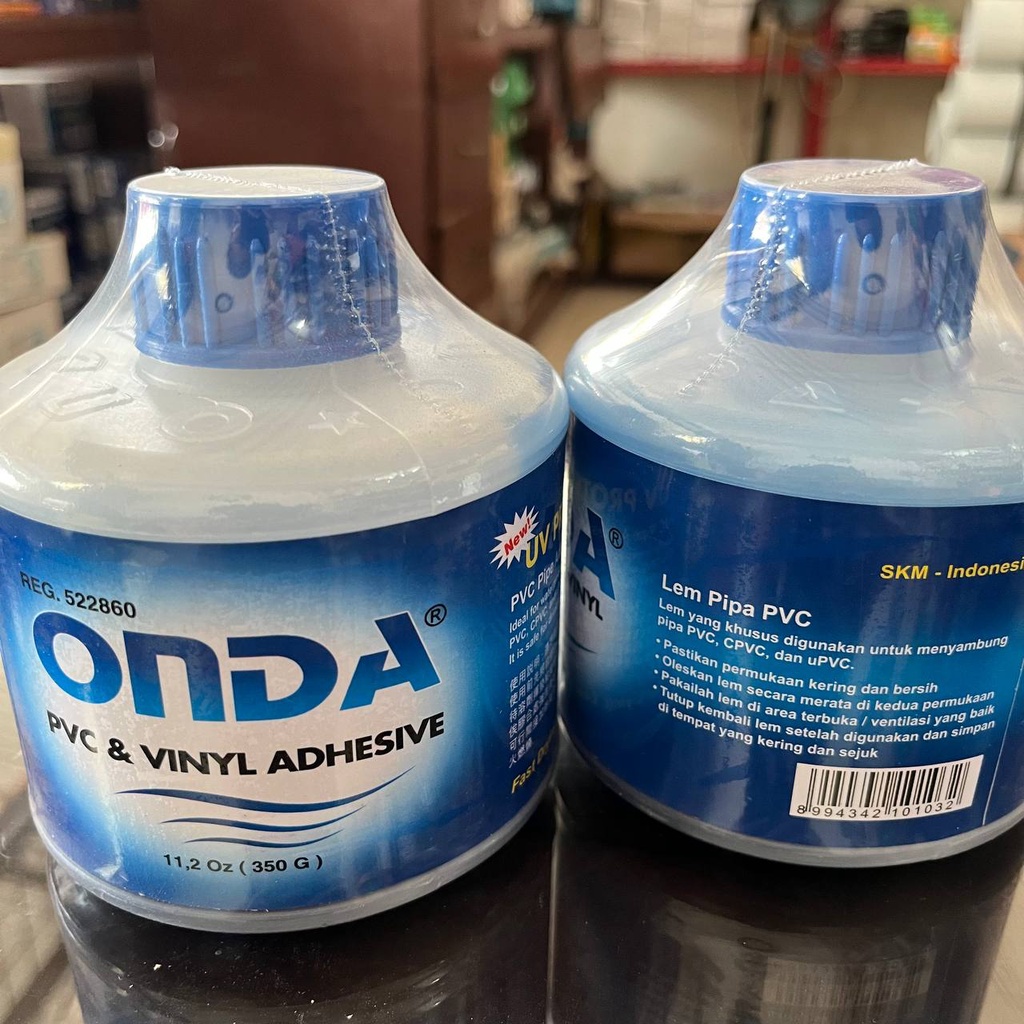 REG. 522860
ONDA®
PVC & VINYL ADHESIVE
11,2 Oz ( 350 G )
New!
UV
PVC Pipe
Ideal for
PVC, CPVC
It is safe
Fast
A®
VINYL
SKM - Indonesi
Lem Pipa PVC
Lem yang khusus digunakan untuk menyambung
pipa PVC, CPVC, dan uPVC.
• Pastikan permukaan kering dan bersih
• Oleskan lem secara merata di kedua permukaan
• Pakailah lem di area terbuka / ventilasi yang baik
• Tutup kembali lem setelah digunakan dan simpan
di tempat yang kering dan sejuk
8 994342 101032